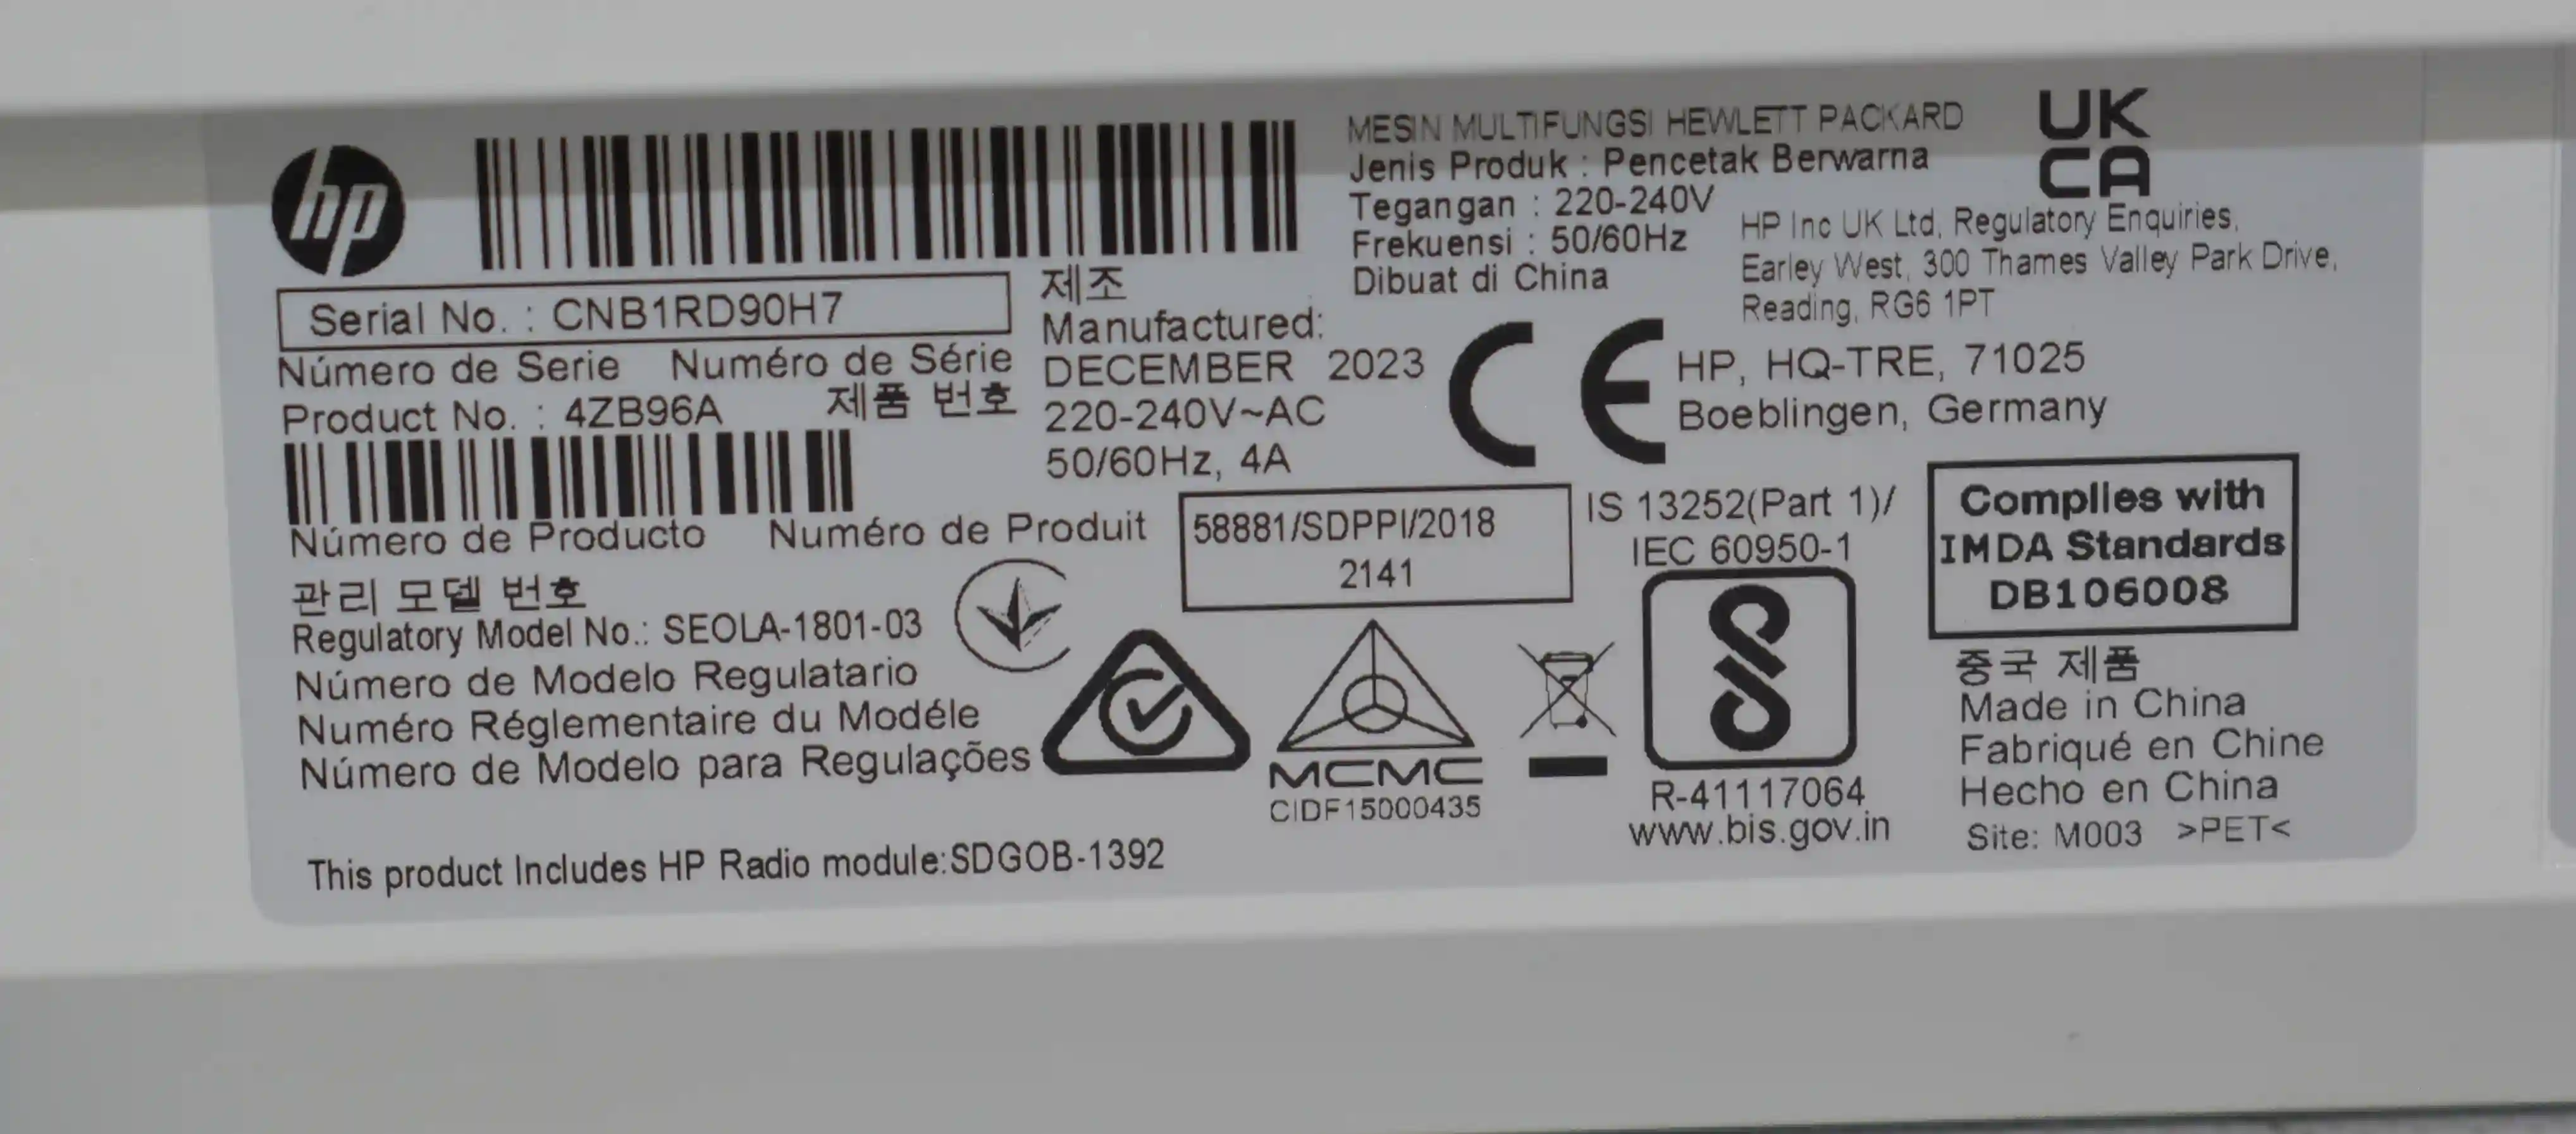 hp
Serial No. : CNB1RD90H7
Número de Serie Numéro de Série
Product No. : 4ZB96A 제품 번호
Número de Producto Numéro de Produit
관리 모델 번호
Regulatory Model No.: SEOLA-1801-03
Número de Modelo Regulatario
Numéro Réglementaire du Modéle
Número de Modelo para Regulações
This product Includes HP Radio module:SDGOB-1392
제조
Manufactured:
DECEMBER 2023
220-240V~AC
50/60Hz, 4A
MESIN MULTIFUNGSI HEWLETT PACKARD
Jenis Produk : Pencetak Berwarna
Tegangan : 220-240V
Frekuensi : 50/60Hz
Dibuat di China
UK
CA
HP Inc UK Ltd, Regulatory Enquiries,
Earley West, 300 Thames Valley Park Drive,
Reading, RG6 1PT
CE
HP, HQ-TRE, 71025
Boeblingen, Germany
58881/SDPPI/2018
2141
MCMC
CIDF15000435
IS 13252(Part 1)/
IEC 60950-1
R-41117064
www.bis.gov.in
Complies with
IMDA Standards
DB106008
중국 제품
Made in China
Fabriqué en Chine
Hecho en China
Site: M003 >PET<